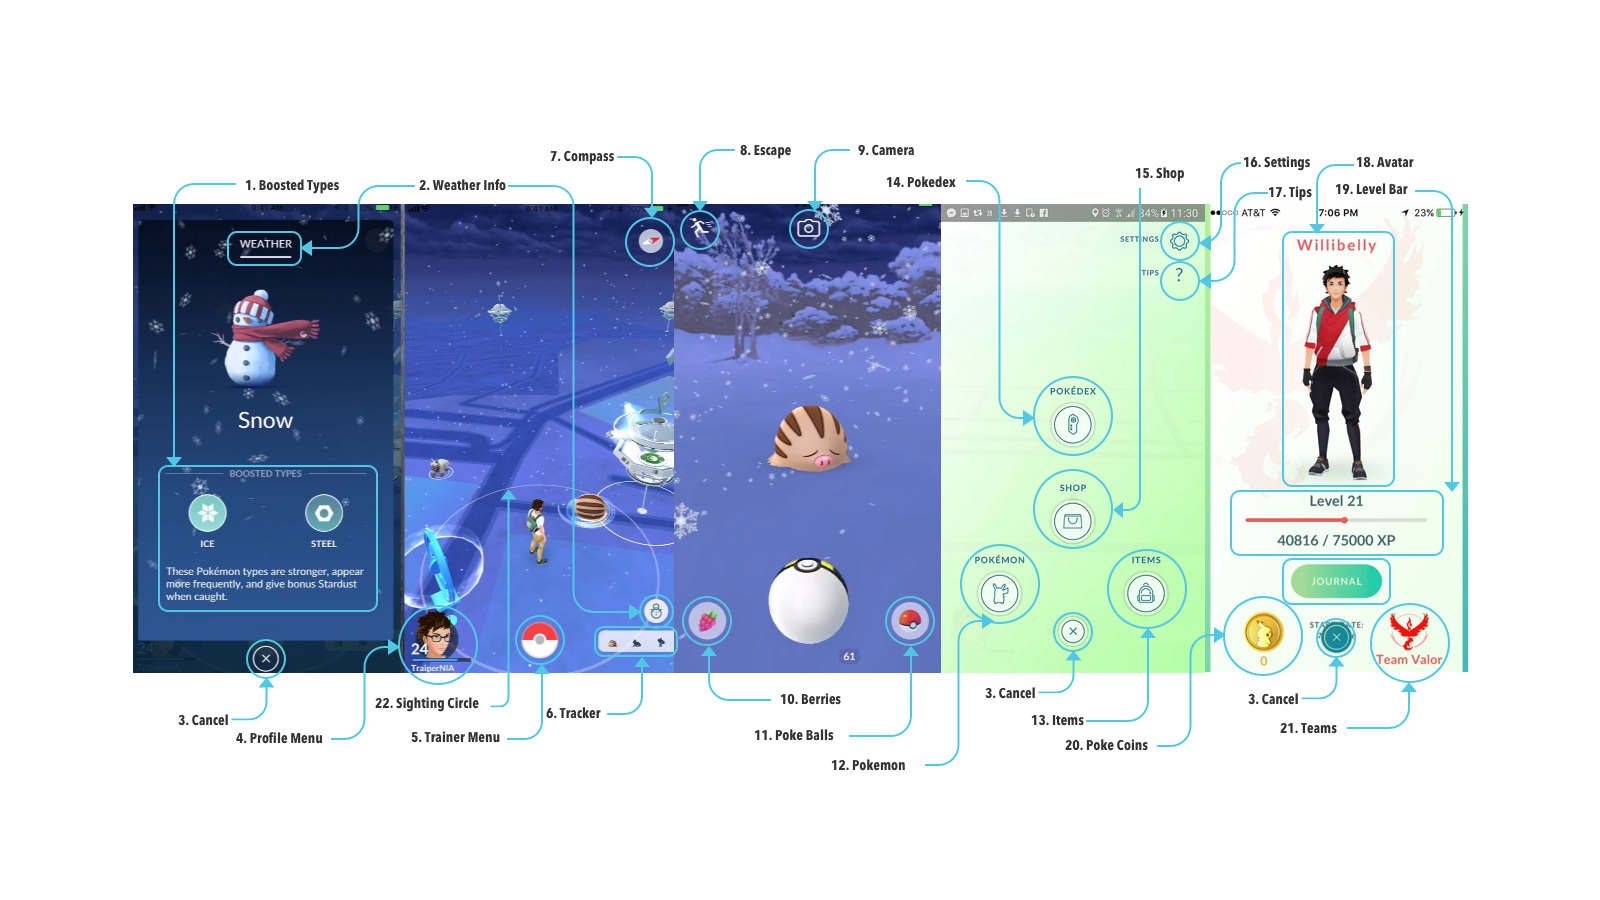 7. Compass
8. Escape
9. Camera
1. Boosted Types
2. Weather Info
14. Pokedex
15. Shop
16. Settings
17. Tips
18. Avatar
19. Level Bar
WEATHER
Snow
BOOSTED TYPES
ICE
STEEL
These Pokémon types are stronger, appear
more frequently, and give bonus Stardust
when caught.
24
TrainerNIA
61
84% 11:30
SETTINGS
TIPS
?
POKÉDEX
SHOP
POKÉMON
ITEMS
AT&T
7:06 PM
23%
Willibelly
Level 21
40816 / 75000 XP
JOURNAL
0
Team Valor
3. Cancel
4. Profile Menu
22. Sighting Circle
5. Trainer Menu
6. Tracker
10. Berries
11. Poke Balls
12. Pokemon
3. Cancel
13. Items
20. Poke Coins
3. Cancel
21. Teams